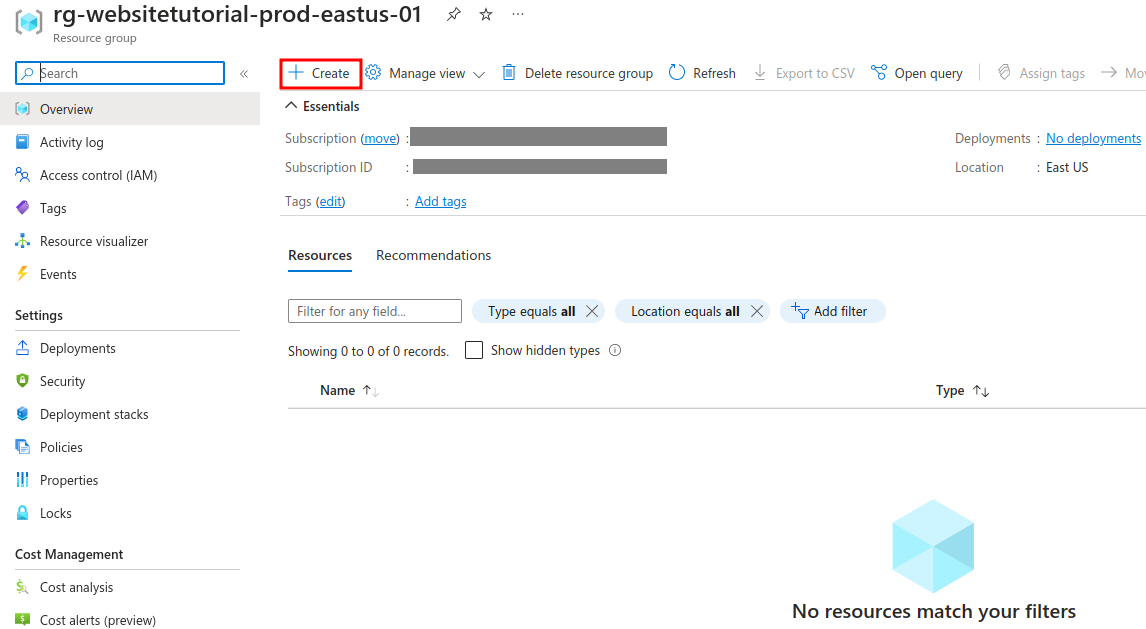 rg-websitetutorial-prod-eastus-01
Resource group
Search
Create
Manage view
Delete resource group
Refresh
Export to CSV
Open query
Assign tags
Overview
Activity log
Access control (IAM)
Tags
Resource visualizer
Events
Settings
Deployments
Security
Deployment stacks
Policies
Properties
Locks
Cost Management
Cost analysis
Cost alerts (preview)
Essentials
Subscription (move) :
Subscription ID :
Tags (edit) : Add tags
Deployments : No deployments
Location : East US
Resources
Recommendations
Filter for any field...
Type equals all
Location equals all
Add filter
Showing 0 to 0 of 0 records.
Show hidden types
Name
Type
No resources match your filters